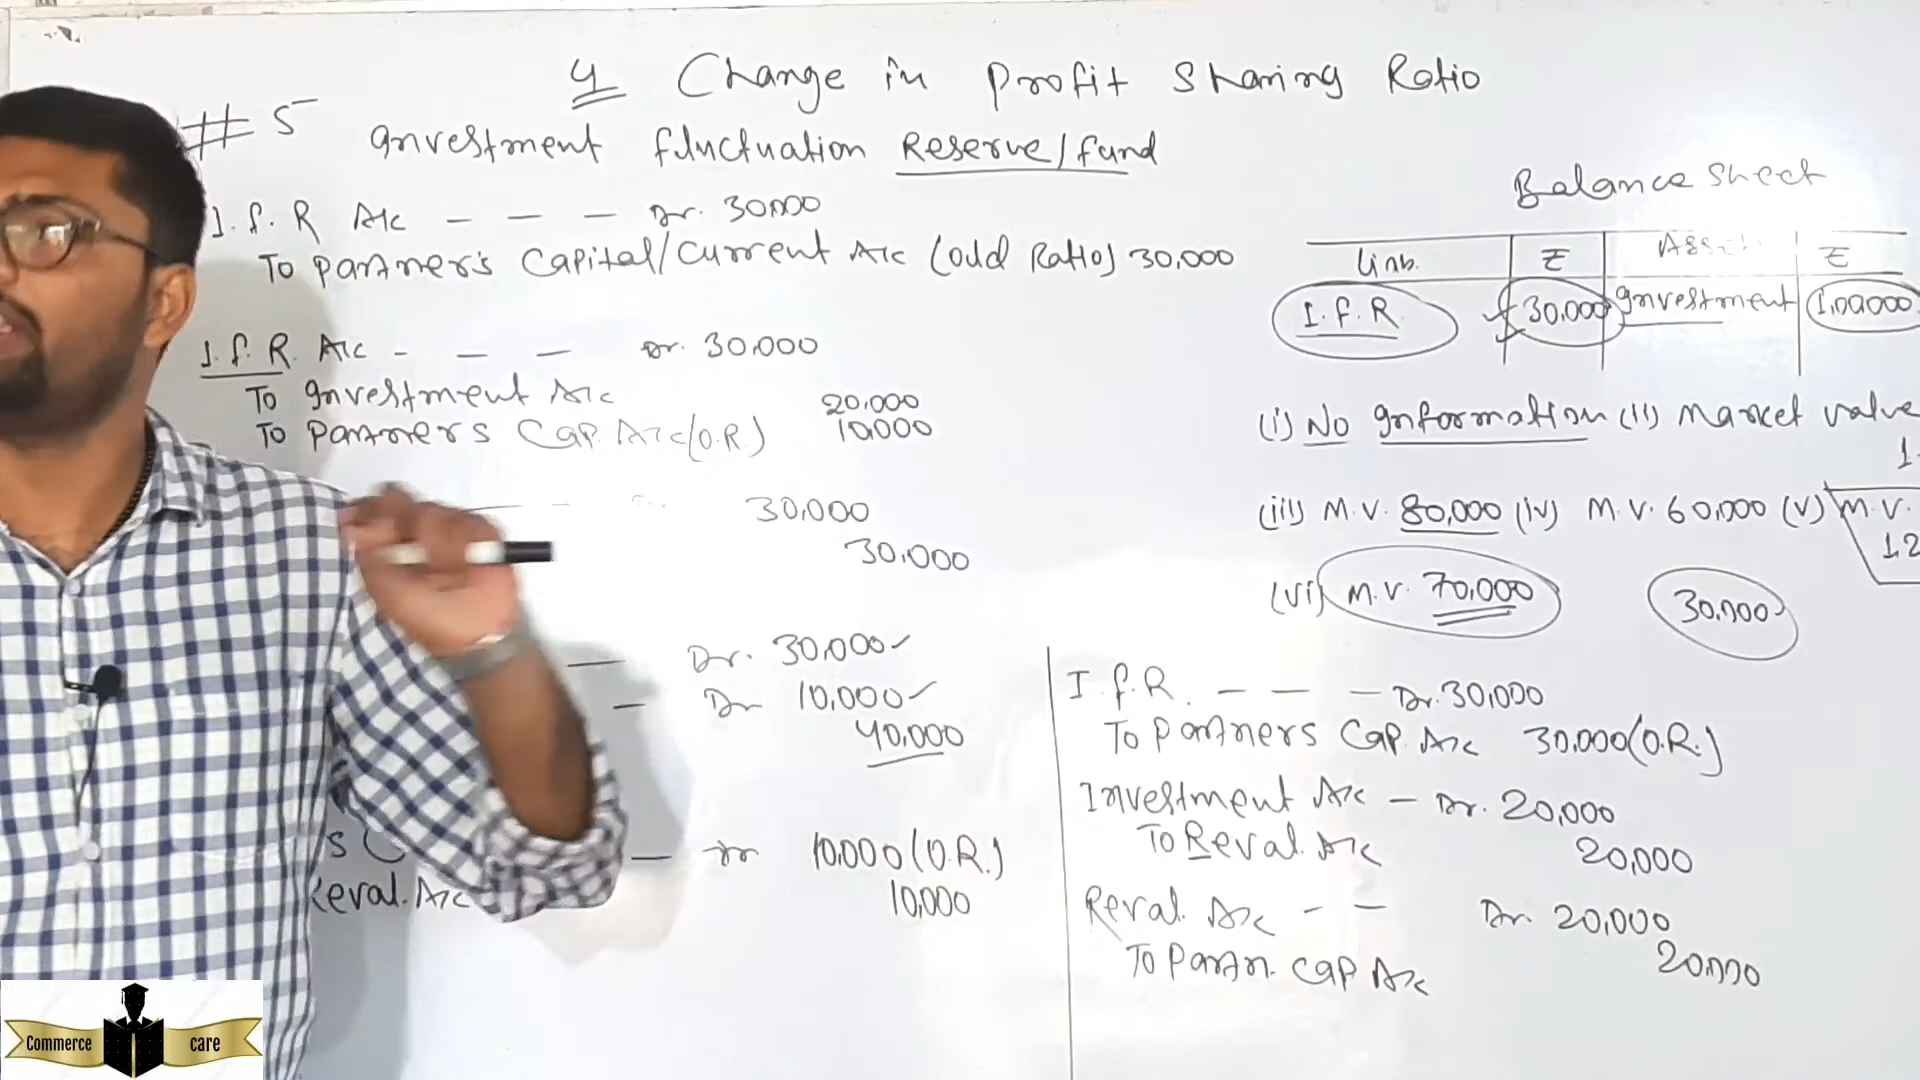 4 Change in Profit Sharing Ratio
# 5
Investment fluctuation Reserve/fund
I.f.R A/c - - - Dr. 30,000
To Partner's Capital/Current A/c (Old Ratio) 30,000
I.f.R. A/c - - - Dr. 30,000
To Investment A/c 20,000
To Partners Cap. A/c (O.R.) 10,000
30,000
30,000
— Dr. 30,000
— Dr 10,000
40,000
— Dr 10,000 (O.R.)
Reval. A/c 10,000
Balance Sheet
Liab. ₹ Asset ₹
I.f.R. 30,000 Investment 1,00,000
(i) No Information (ii) Market value
(iii) M.V. 80,000 (iv) M.V. 60,000 (v) M.V.
(vi) M.V. 70,000 30,000
I.f.R. - - - Dr. 30,000
To Partners Cap. A/c 30,000 (O.R.)
Investment A/c - Dr. 20,000
To Reval. A/c 20,000
Reval. A/c - - Dr. 20,000
To Partn. Cap A/c 20,000
Commerce care